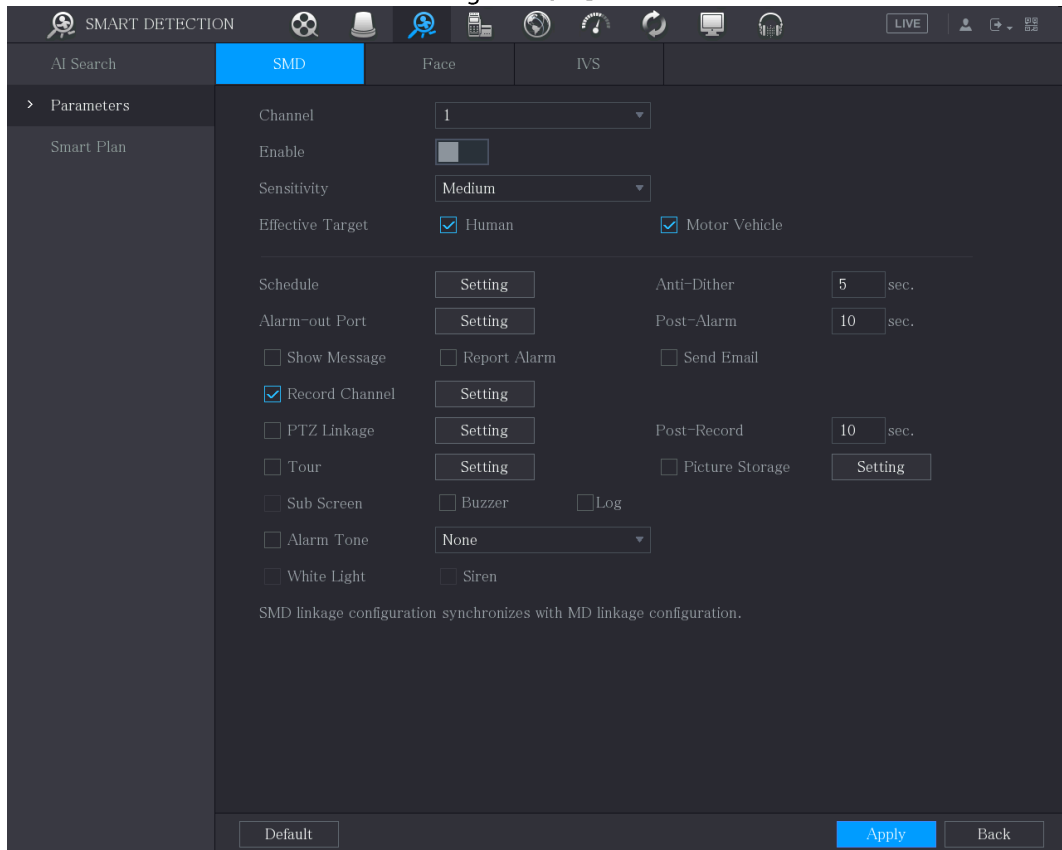 SMART DETECTION LIVE
AI Search SMD Face IVS
Parameters
Smart Plan
Channel 1
Enable
Sensitivity Medium
Effective Target Human Motor Vehicle
Schedule Setting Anti-Dither 5 sec.
Alarm-out Port Setting Post-Alarm 10 sec.
Show Message Report Alarm Send Email
Record Channel Setting
PTZ Linkage Setting Post-Record 10 sec.
Tour Setting Picture Storage Setting
Sub Screen Buzzer Log
Alarm Tone None
White Light Siren
SMD linkage configuration synchronizes with MD linkage configuration.
Default Apply Back